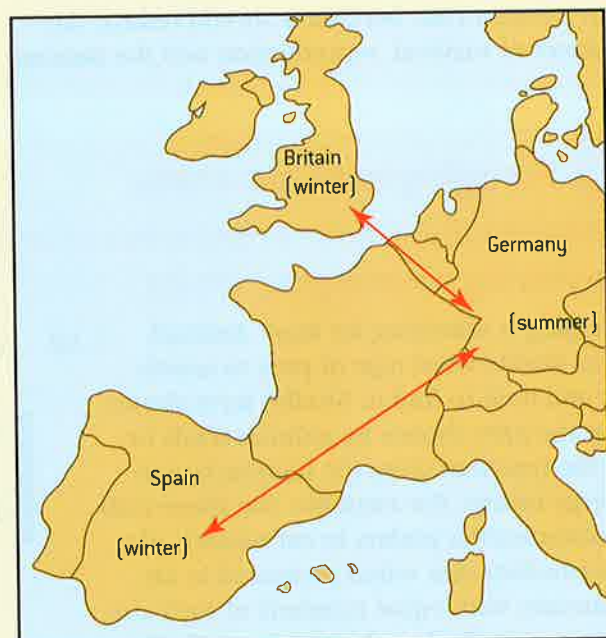 Britain
(winter)
Germany
(summer)
Spain
(winter)